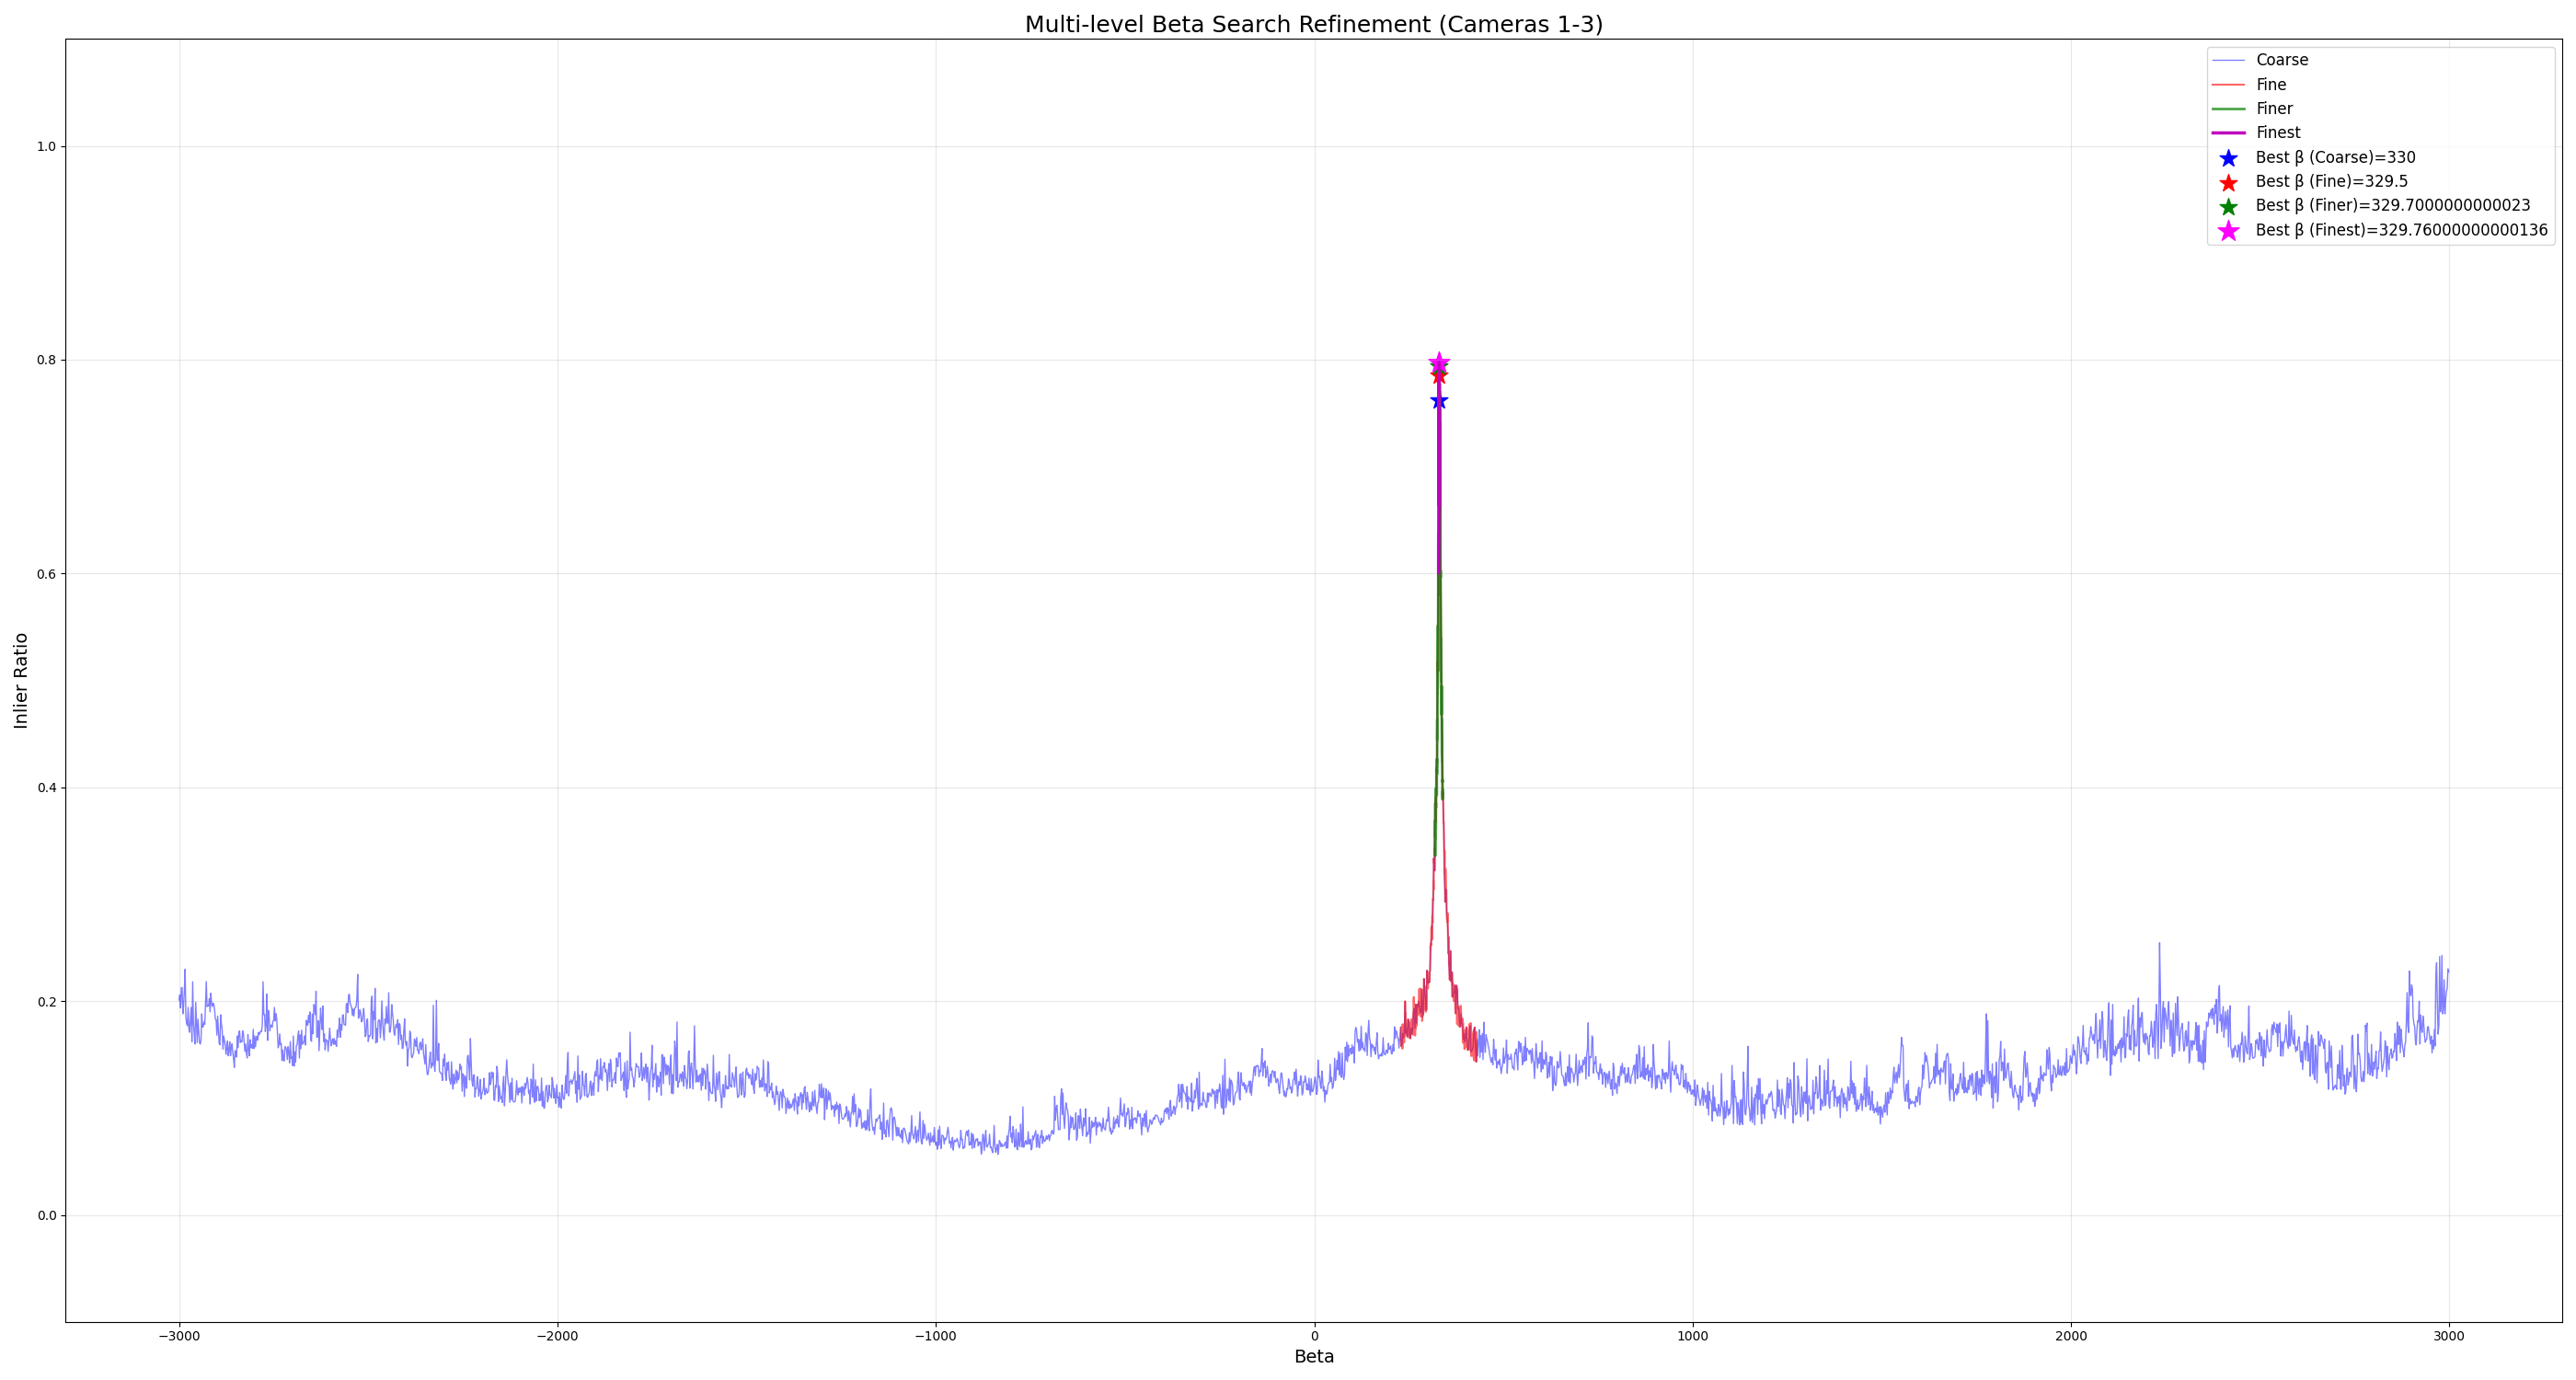 Multi-level Beta Search Refinement (Cameras 1-3)
Coarse
Fine
Finer
Finest
Best β (Coarse)=330
Best β (Fine)=329.5
Best β (Finer)=329.7000000000023
Best β (Finest)=329.76000000000136
1.0
0.8
0.6
0.4
0.2
0.0
Inlier Ratio
−3000
−2000
−1000
0
1000
2000
3000
Beta